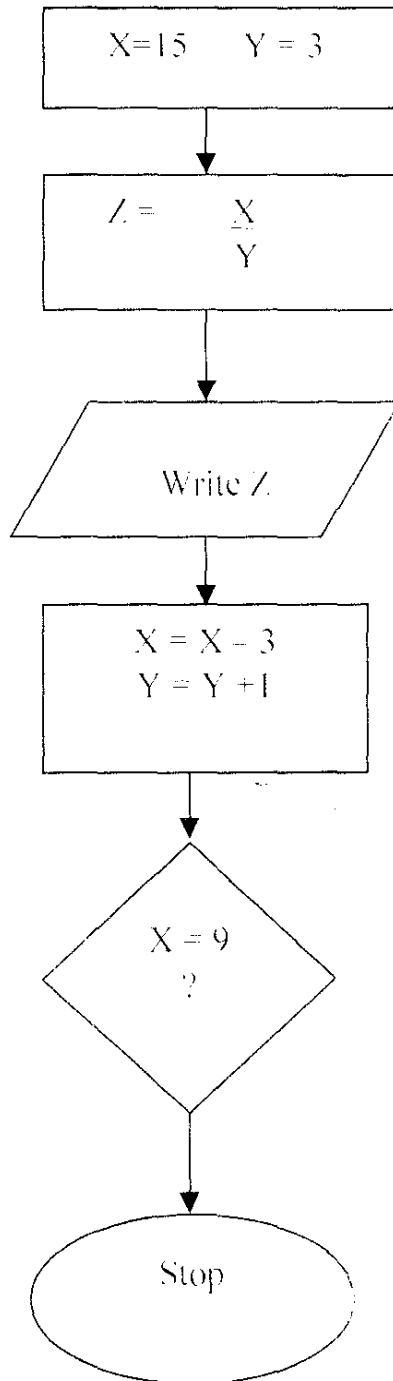 X=15 Y = 3
Z = X
Y
Write Z
X = X – 3
Y = Y +1
X = 9
?
Stop